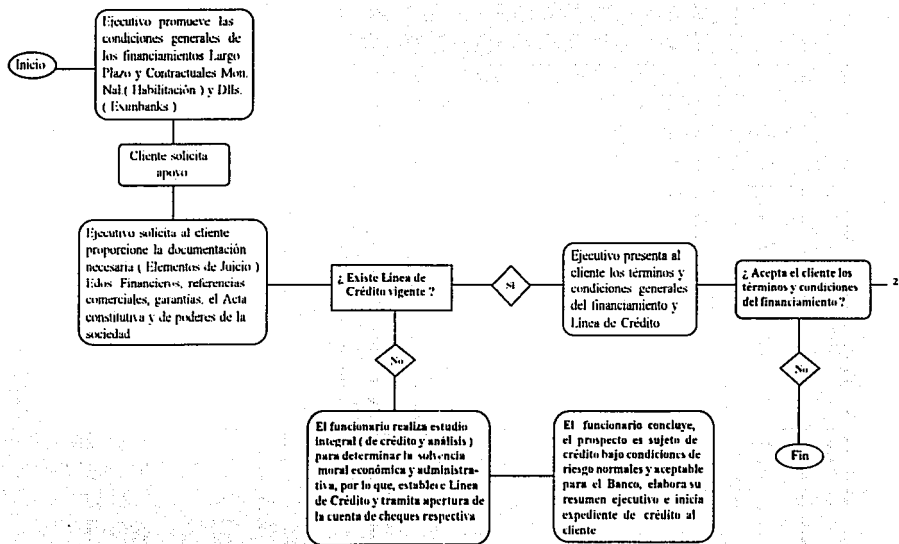 Inicio
Ejecutivo promueve las
condiciones generales de
los financiamientos Largo
Plazo y Contractuales Mon.
Nal.( Habilitación ) y Dlls.
( Eximbanks )
Cliente solicita
apoyo
Ejecutivo solicita al cliente
proporcione la documentación
necesaria ( Elementos de Juicio )
Edos. Financieros, referencias
comerciales, garantías, el Acta
constitutiva y de poderes de la
sociedad
¿ Existe Línea de
Crédito vigente ?
Si
Ejecutivo presenta al
cliente los términos y
condiciones generales
del financiamiento y
Línea de Crédito
¿ Acepta el cliente los
términos y condiciones
del financiamiento ?
2
No
No
El funcionario realiza estudio
integral ( de crédito y análisis )
para determinar la solvencia
moral económica y administra-
tiva, por lo que, establece Línea
de Crédito y tramita apertura de
la cuenta de cheques respectiva
El funcionario concluye,
el prospecto es sujeto de
crédito bajo condiciones de
riesgo normales y aceptable
para el Banco, elabora su
resumen ejecutivo e inicia
expediente de crédito al
cliente
Fin